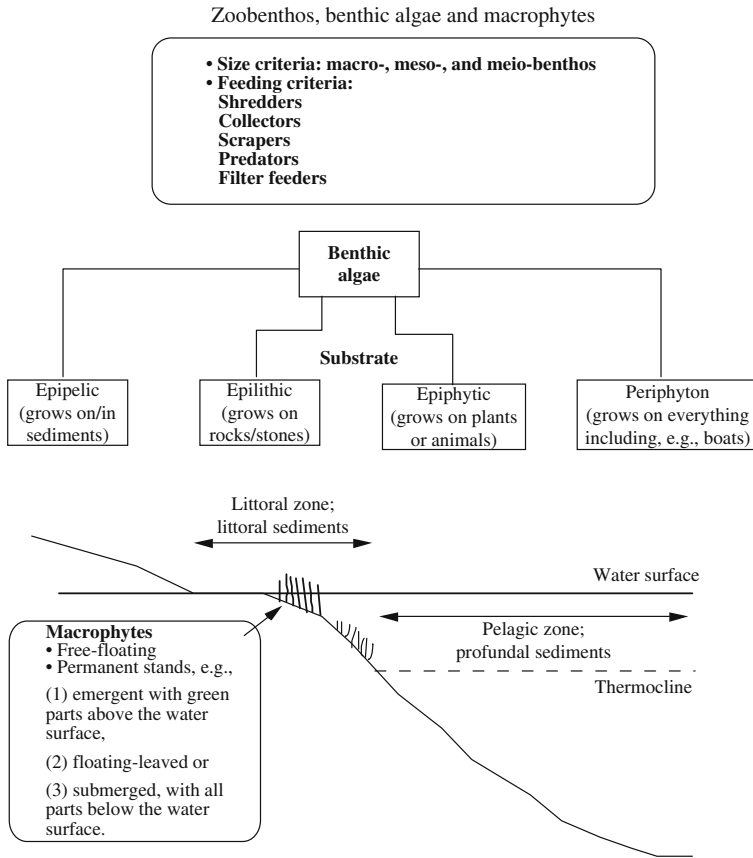 Zoobenthos, benthic algae and macrophytes
• Size criteria: macro-, meso-, and meio-benthos
• Feeding criteria:
Shredders
Collectors
Scrapers
Predators
Filter feeders
Benthic
algae
Substrate
Epipelic
(grows on/in
sediments)
Epilithic
(grows on
rocks/stones)
Epiphytic
(grows on plants
or animals)
Periphyton
(grows on everything
including, e.g., boats)
Littoral zone;
littoral sediments
Water surface
Pelagic zone;
profundal sediments
Thermocline
Macrophytes
• Free-floating
• Permanent stands, e.g.,
(1) emergent with green
parts above the water
surface,
(2) floating-leaved or
(3) submerged, with all
parts below the water
surface.